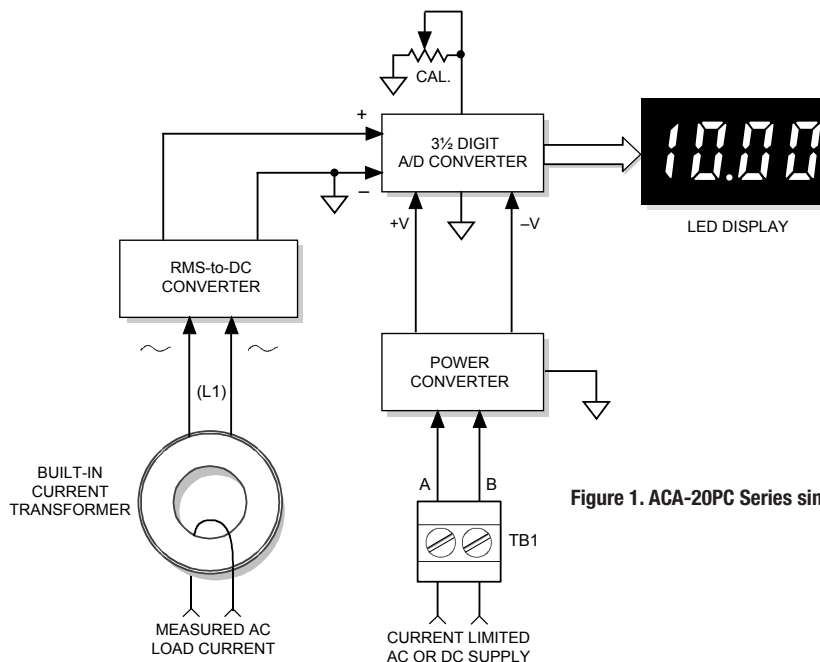 CAL.
+
–
3½ DIGIT
A/D CONVERTER
10.00
LED DISPLAY
+V
–V
RMS-to-DC
CONVERTER
POWER
CONVERTER
(L1)
A
B
BUILT-IN
CURRENT
TRANSFORMER
TB1
Figure 1. ACA-20PC Series
MEASURED AC
LOAD CURRENT
CURRENT LIMITED
AC OR DC SUPPLY